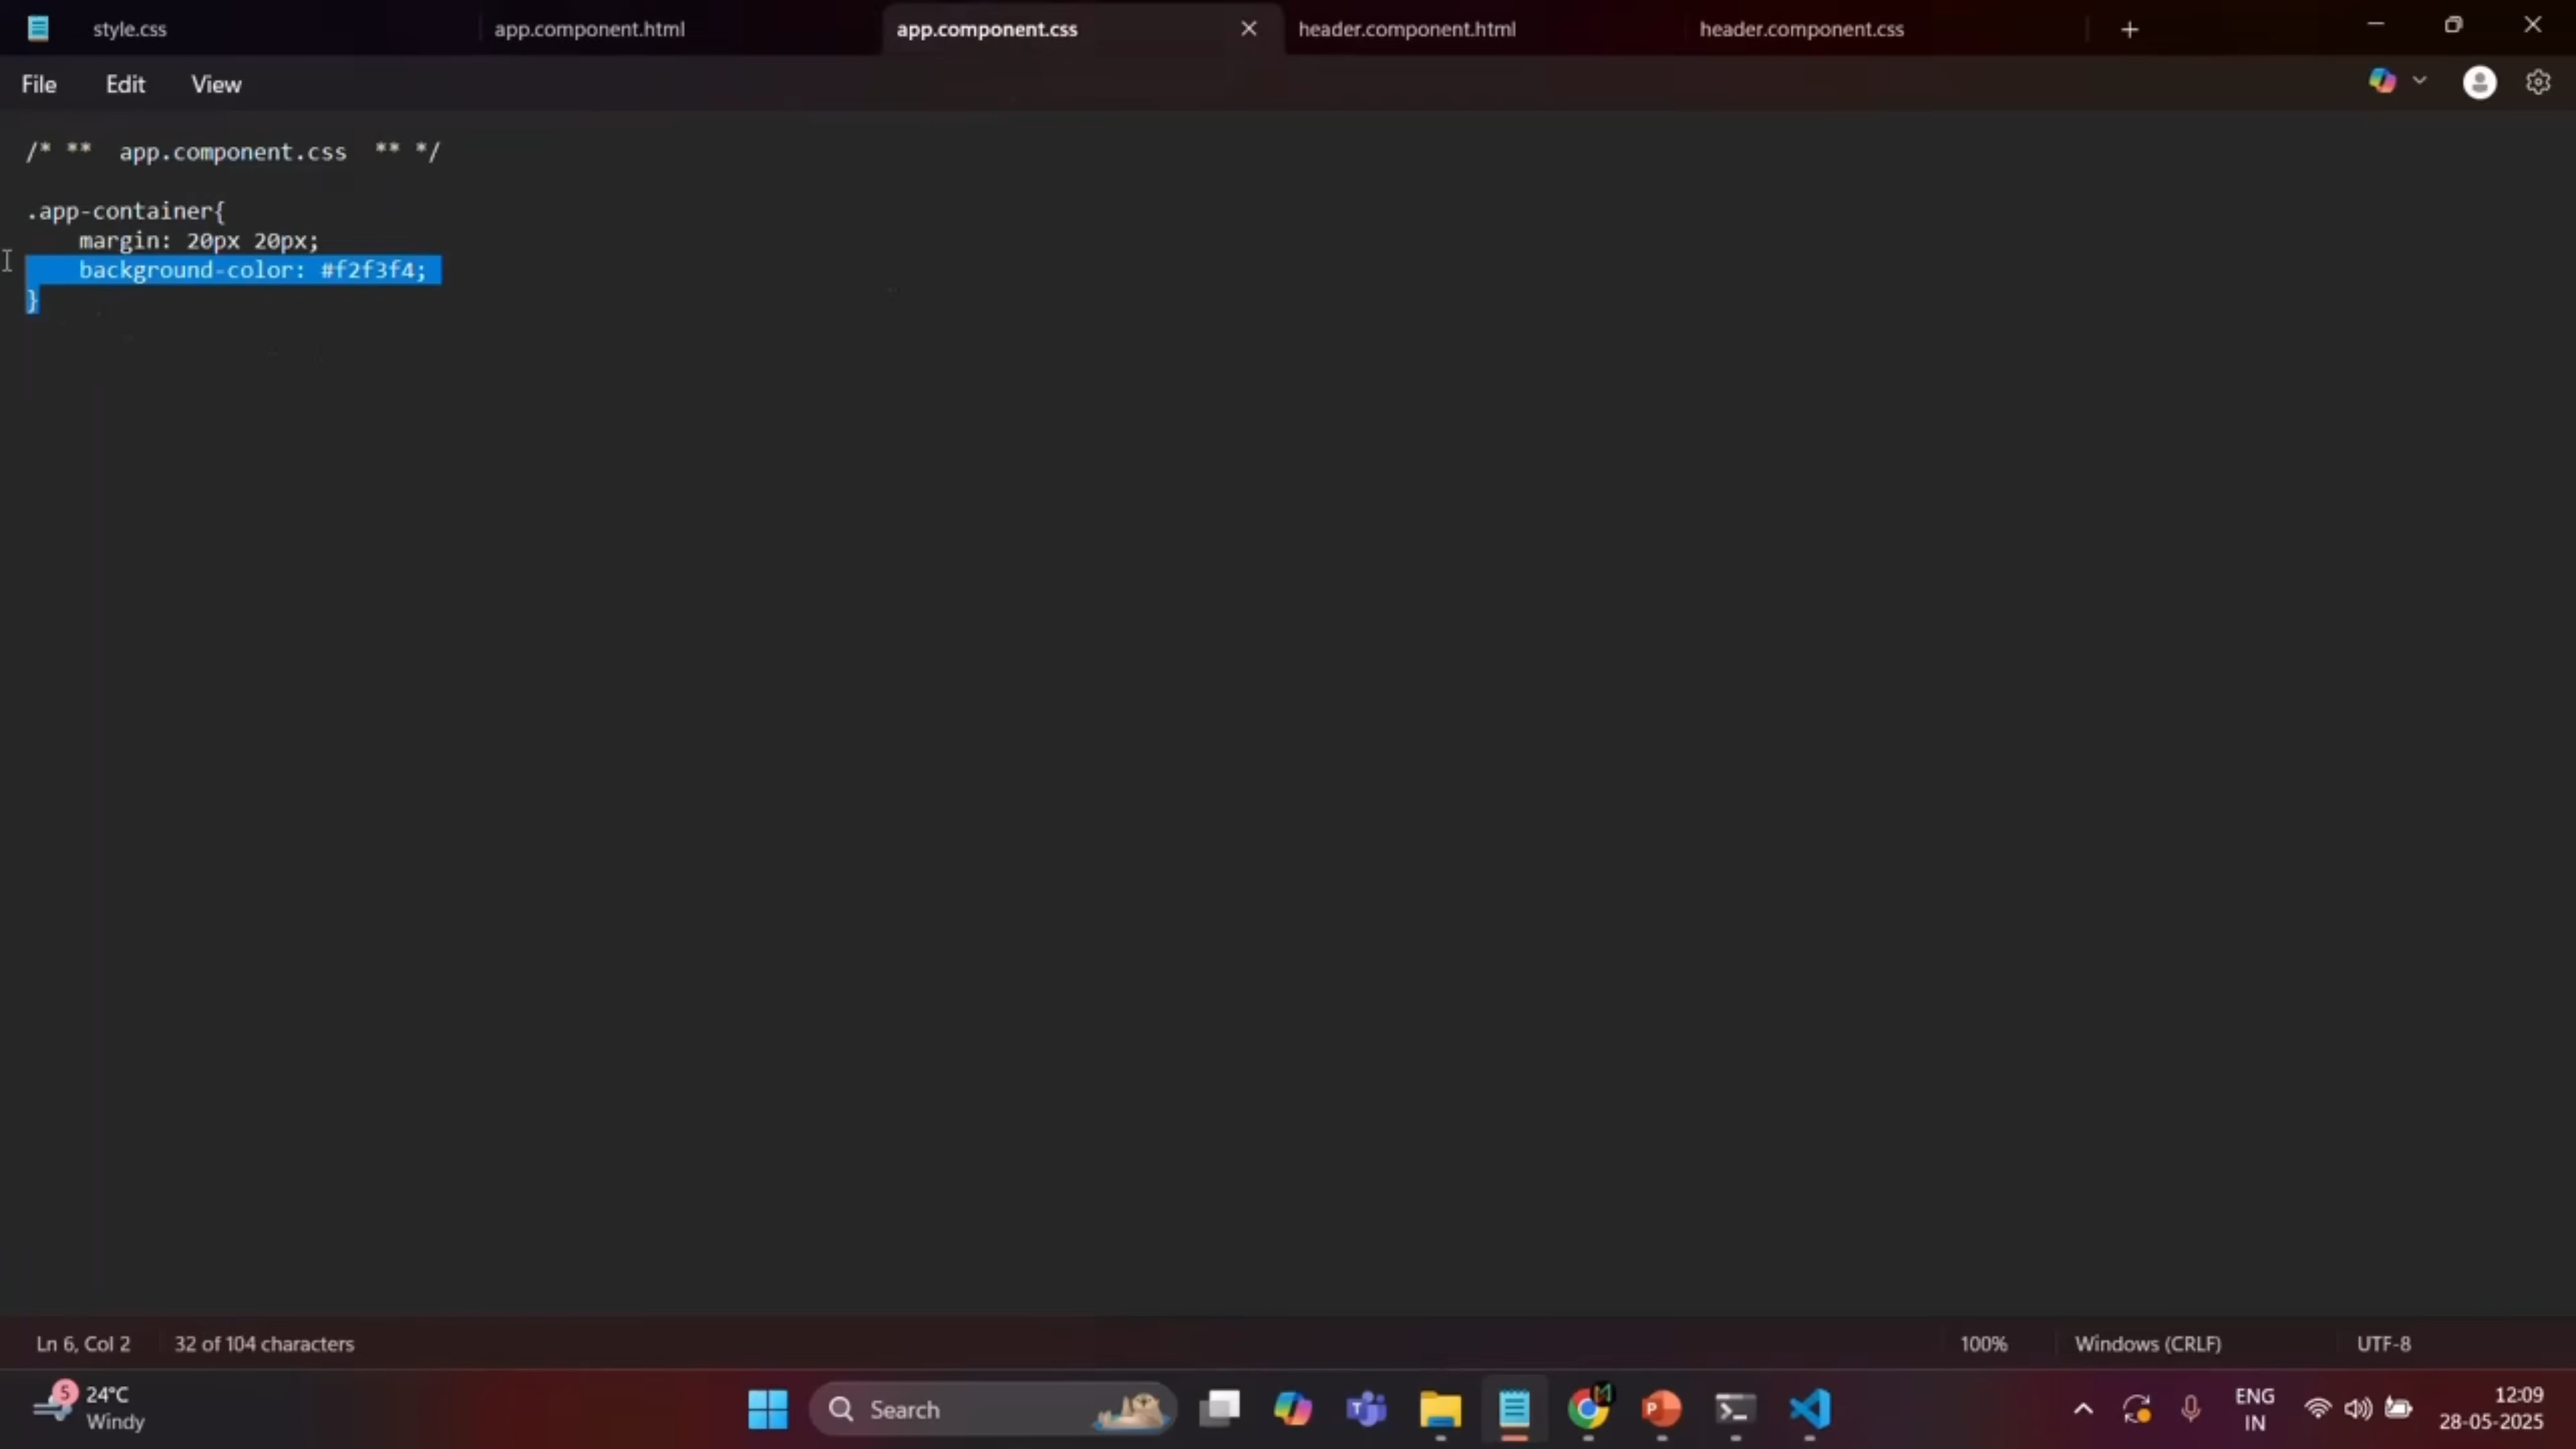 style.css
app.component.html
app.component.css
header.component.html
header.component.css
File Edit View
/* ** app.component.css ** */
.app-container{
margin: 20px 20px;
background-color: #f2f3f4;
}
Ln 6, Col 2
32 of 104 characters
100%
Windows (CRLF)
UTF-8
5
24°C
Windy
Search
ENG
IN
12:09
28-05-2025